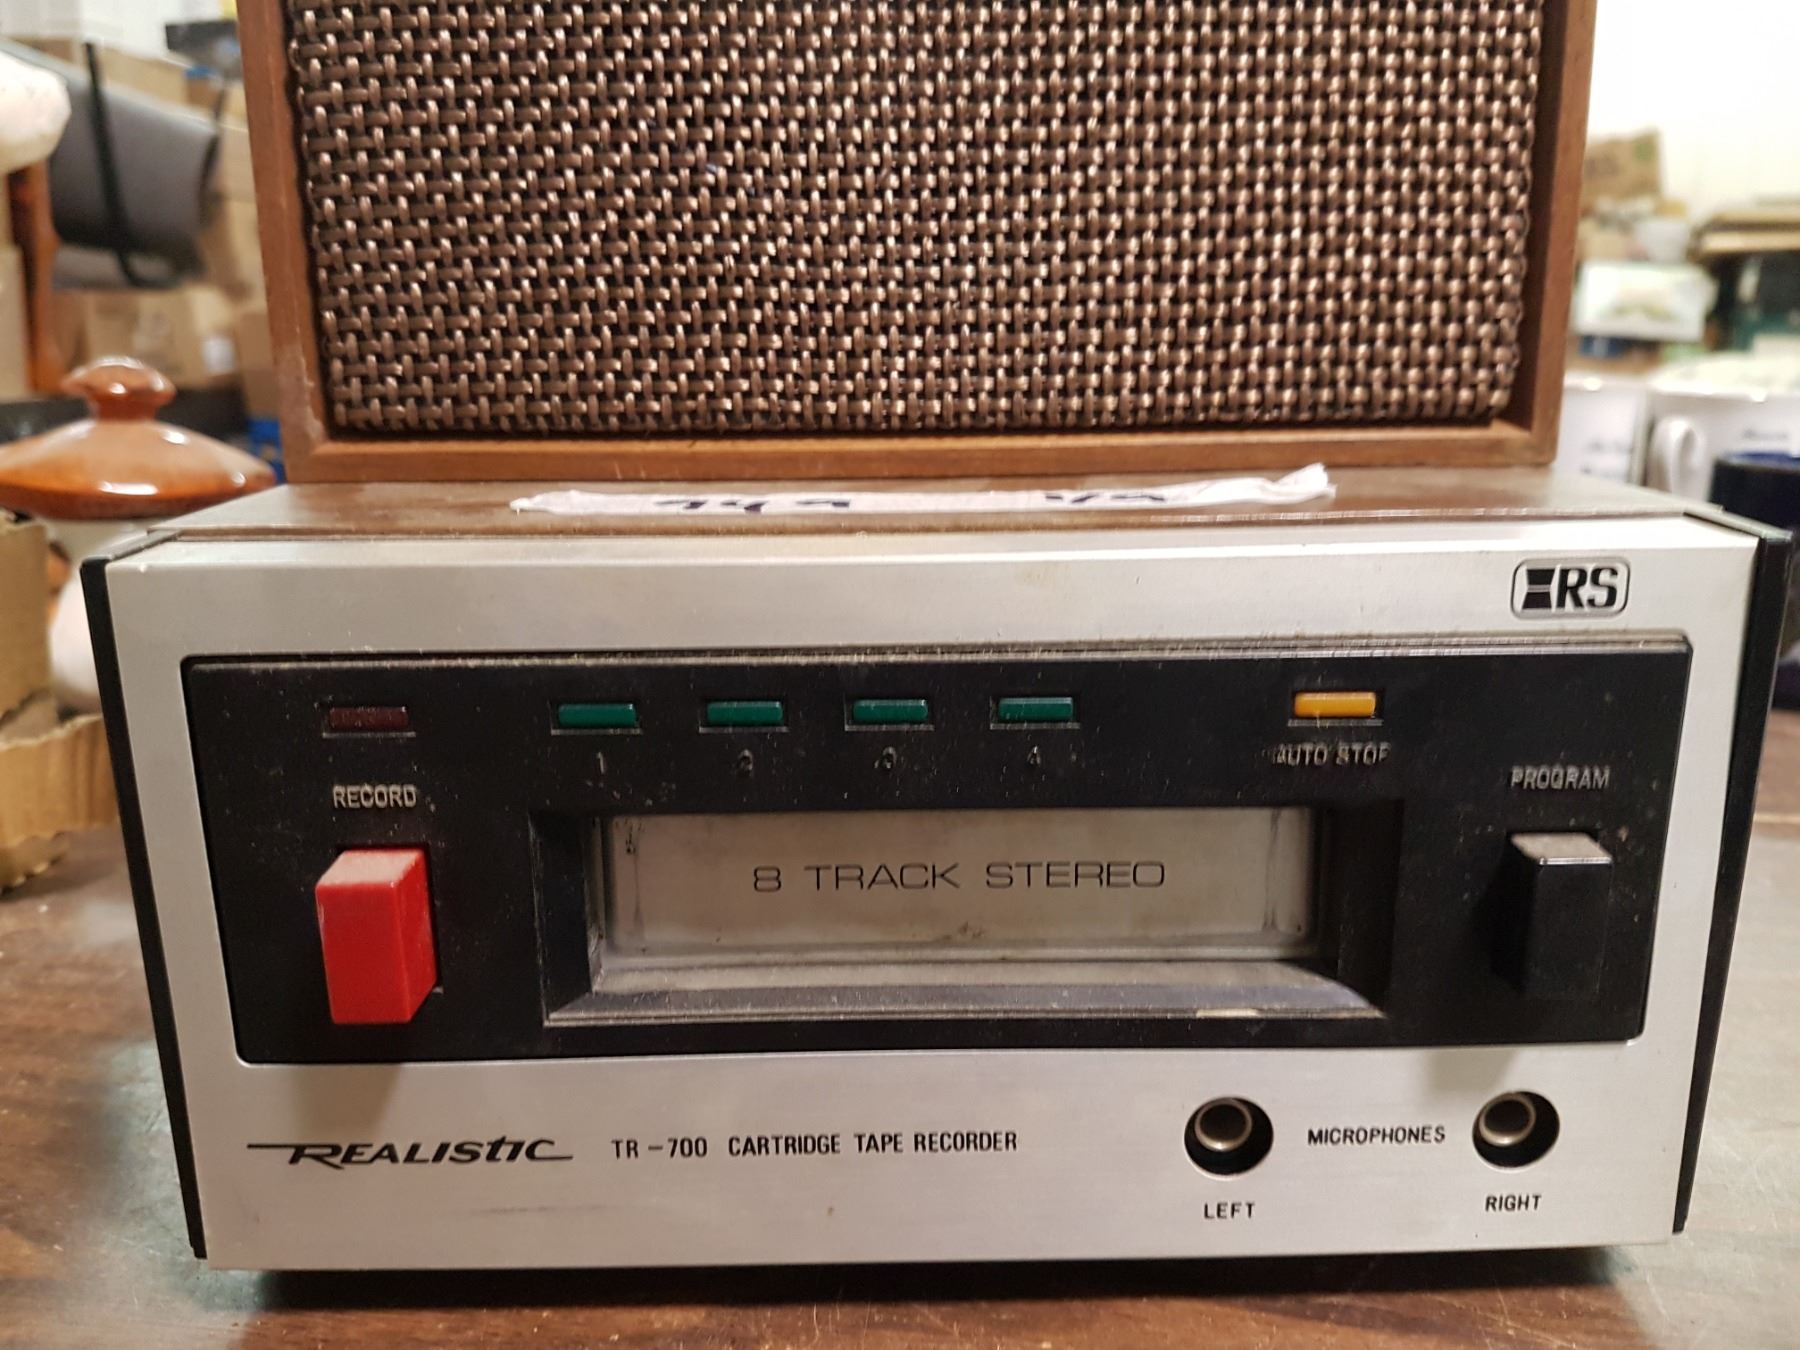 RS
1 2 3 4
AUTO STOP
RECORD
PROGRAM
8 TRACK STEREO
REALISTIC TR-700 CARTRIDGE TAPE RECORDER
MICROPHONES
LEFT
RIGHT